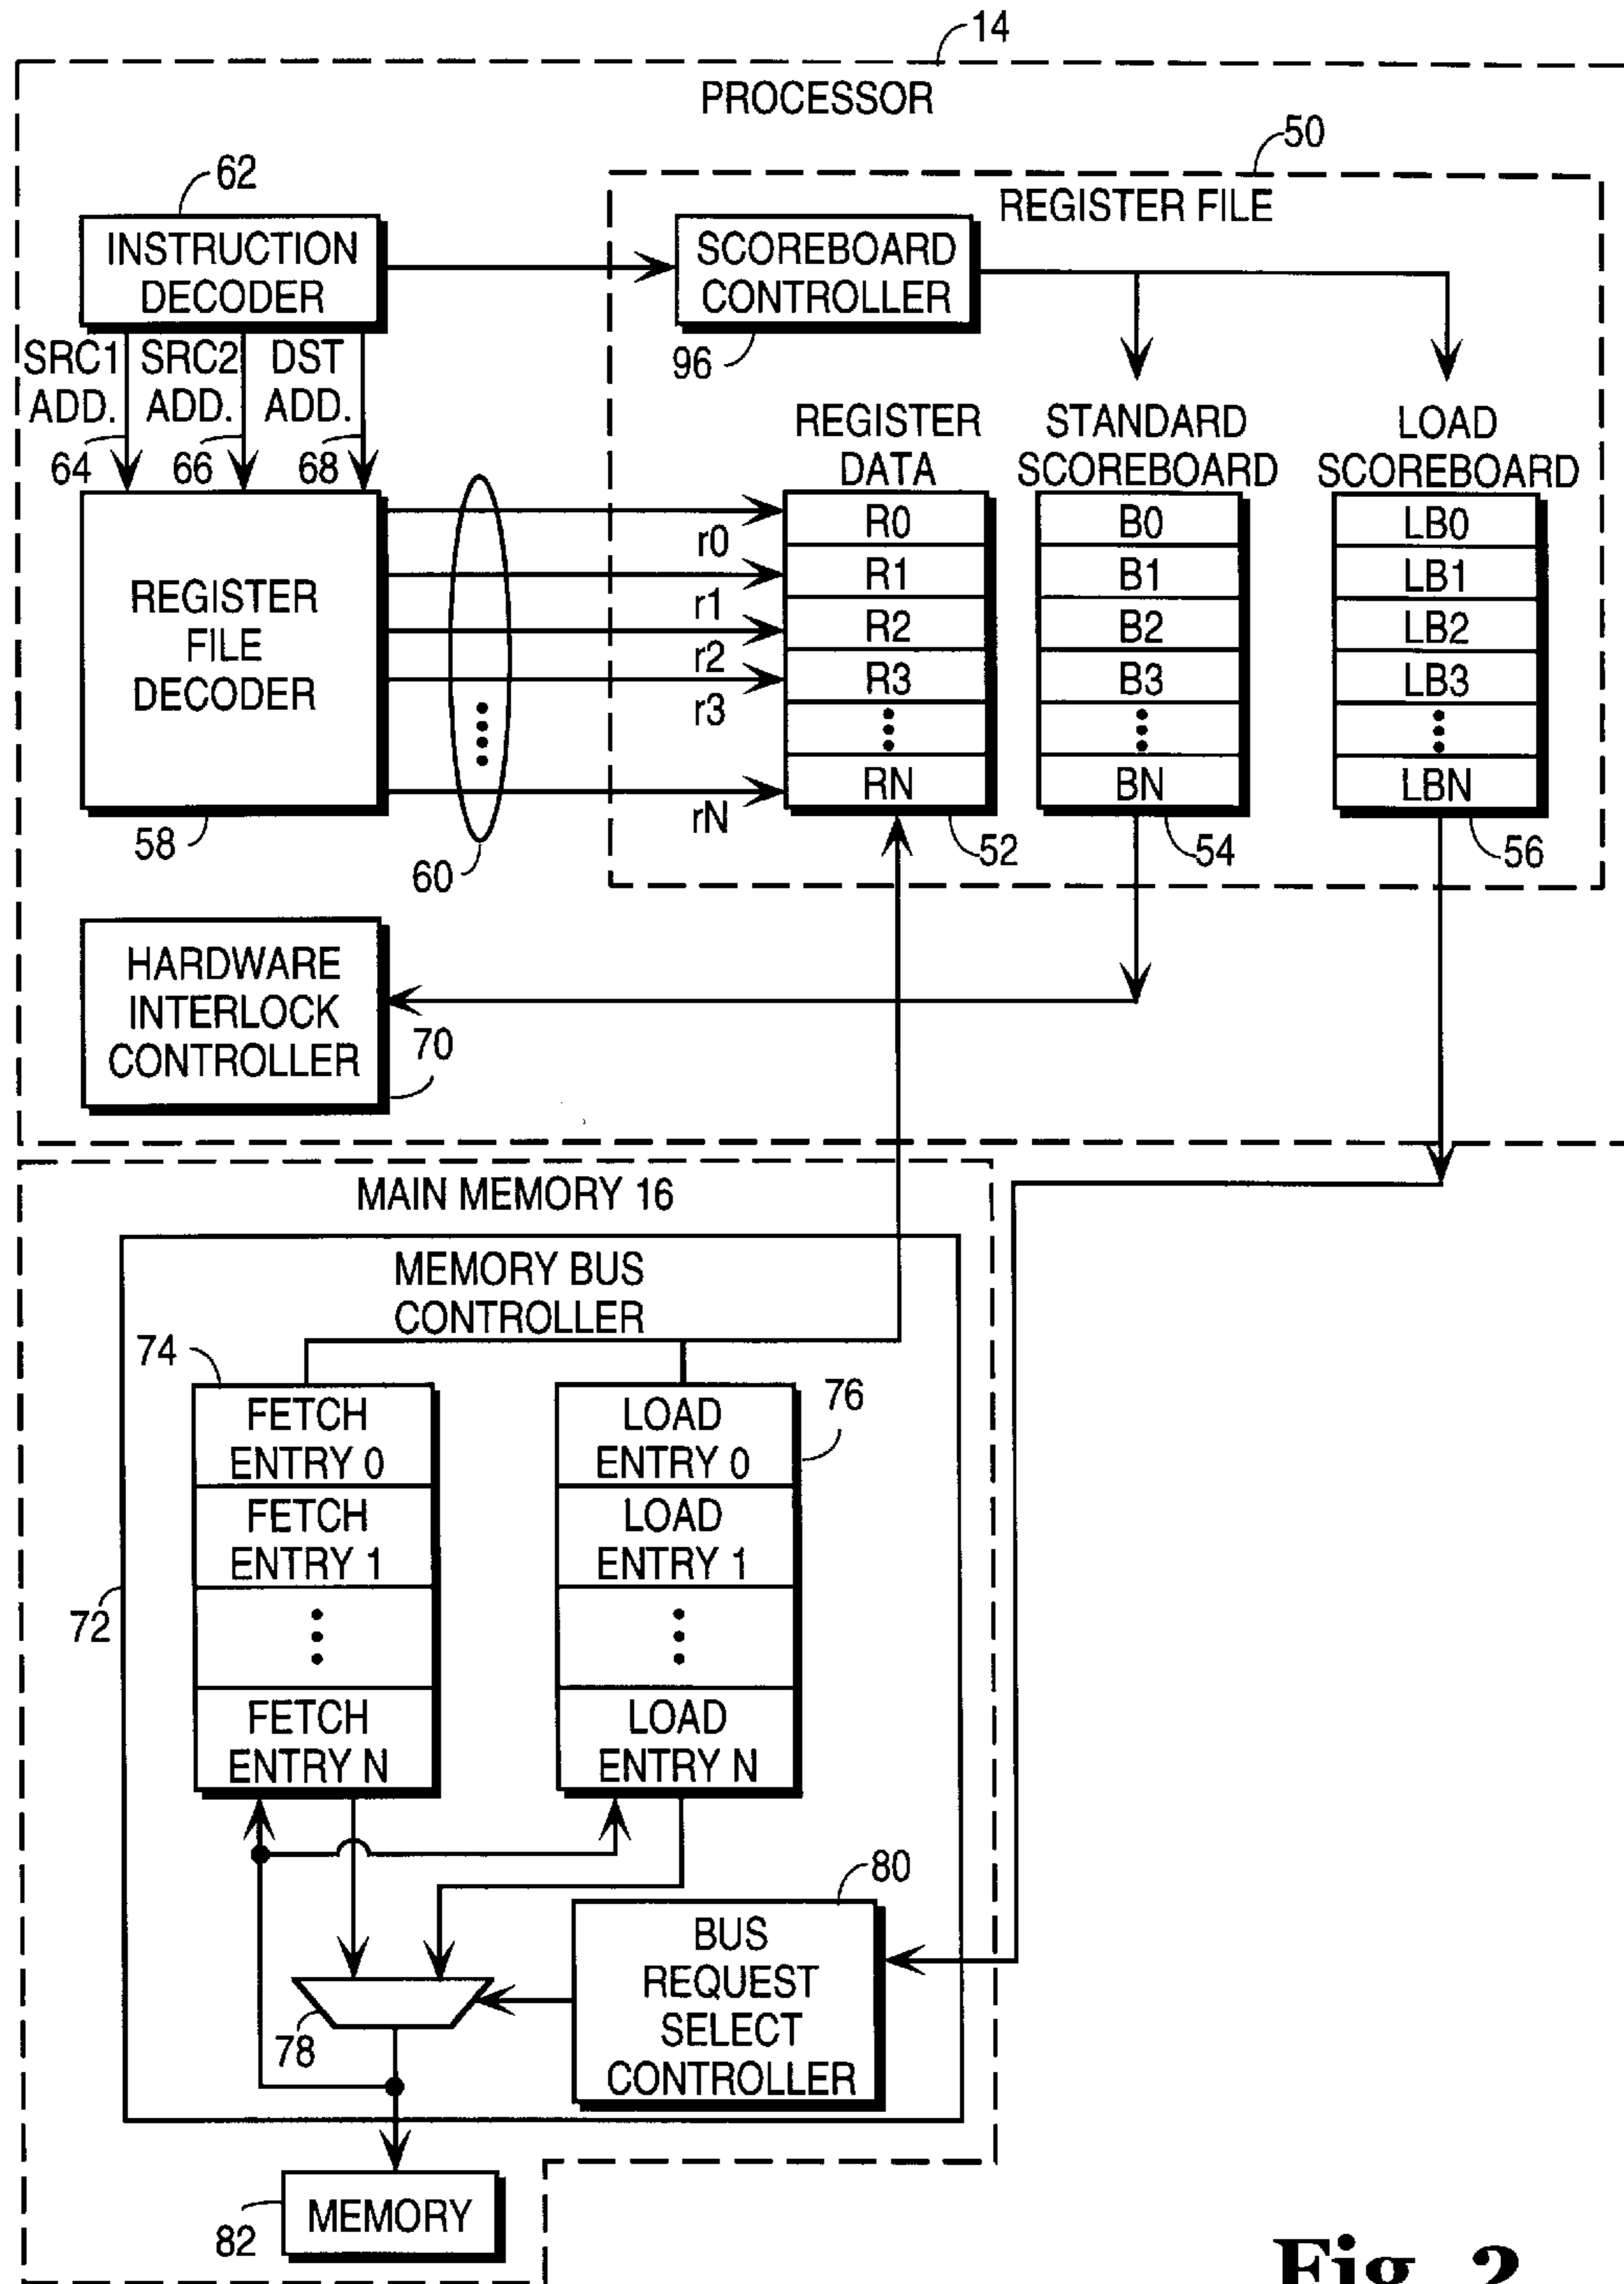 14
PROCESSOR
50
62
REGISTER FILE
INSTRUCTION
DECODER
SCOREBOARD
CONTROLLER
96
SRC1
ADD.
SRC2
ADD.
DST
ADD.
64
66
68
REGISTER
DATA
STANDARD
SCOREBOARD
LOAD
SCOREBOARD
REGISTER
FILE
DECODER
58
60
r0
r1
r2
r3
rN
R0
R1
R2
R3
RN
52
B0
B1
B2
B3
BN
54
LB0
LB1
LB2
LB3
LBN
56
HARDWARE
INTERLOCK
CONTROLLER
70
MAIN MEMORY 16
MEMORY BUS
CONTROLLER
72
74
FETCH
ENTRY 0
FETCH
ENTRY 1
FETCH
ENTRY N
76
LOAD
ENTRY 0
LOAD
ENTRY 1
LOAD
ENTRY N
80
BUS
REQUEST
SELECT
CONTROLLER
78
MEMORY
82
Fig. 2